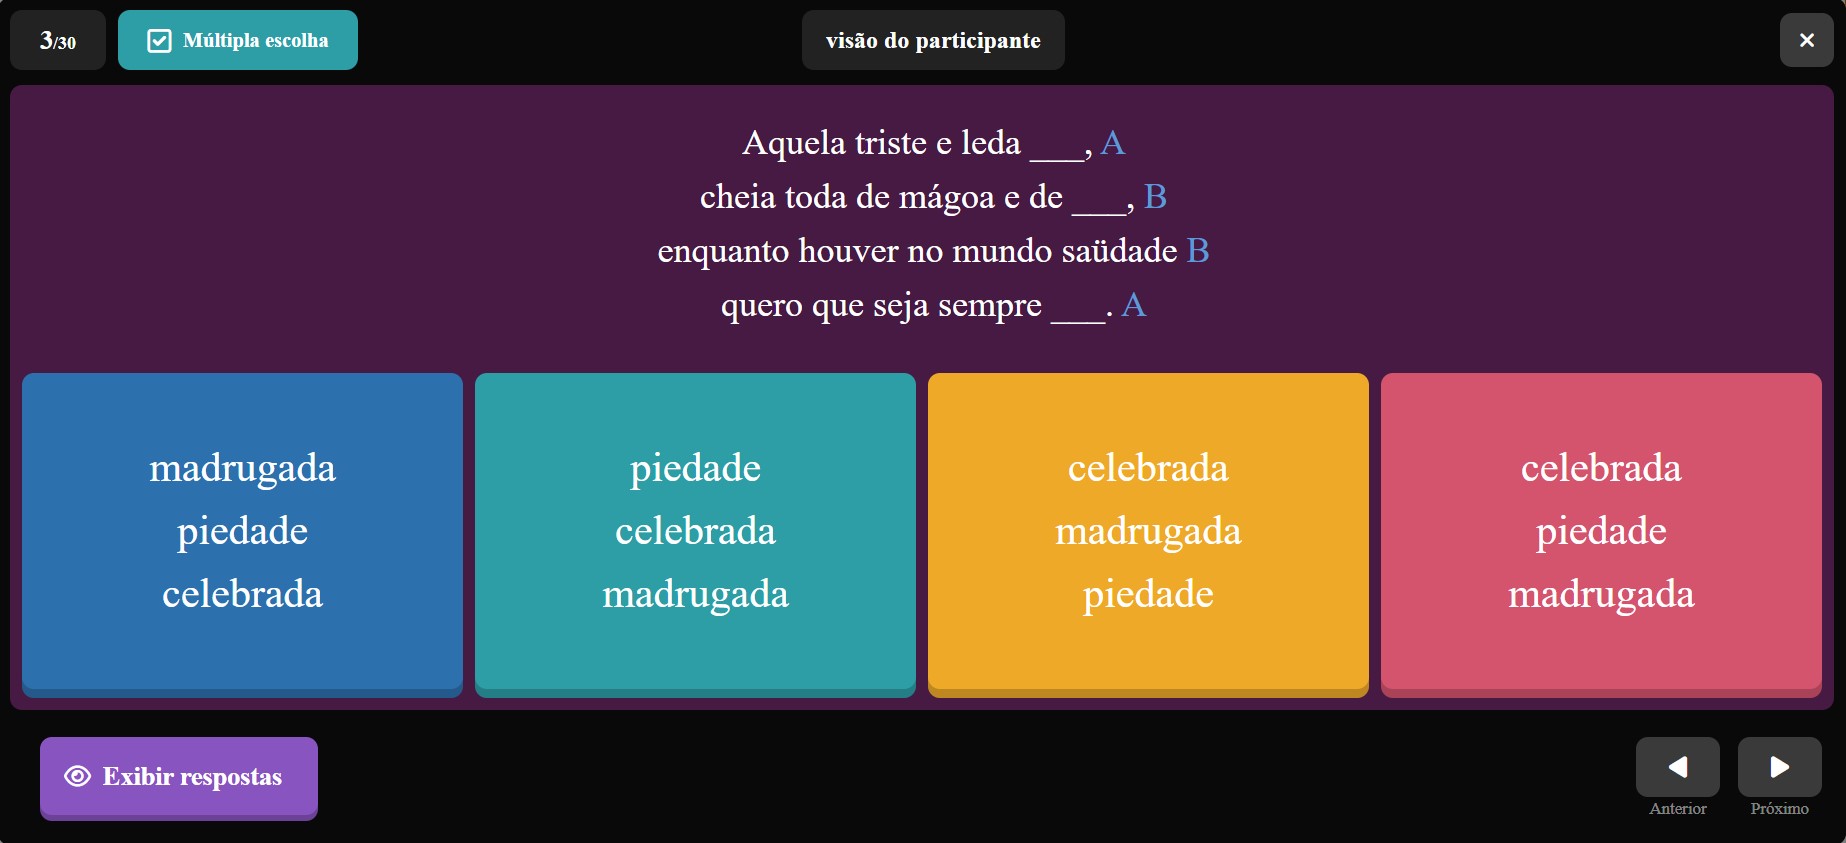 3/30
Múltipla escolha
visão do participante
Aquela triste e leda ___, A
cheia toda de mágoa e de ___, B
enquanto houver no mundo saüdade B
quero que seja sempre ___. A
madrugada
piedade
celebrada
piedade
celebrada
madrugada
celebrada
madrugada
piedade
celebrada
piedade
madrugada
Exibir respostas
Anterior
Próximo